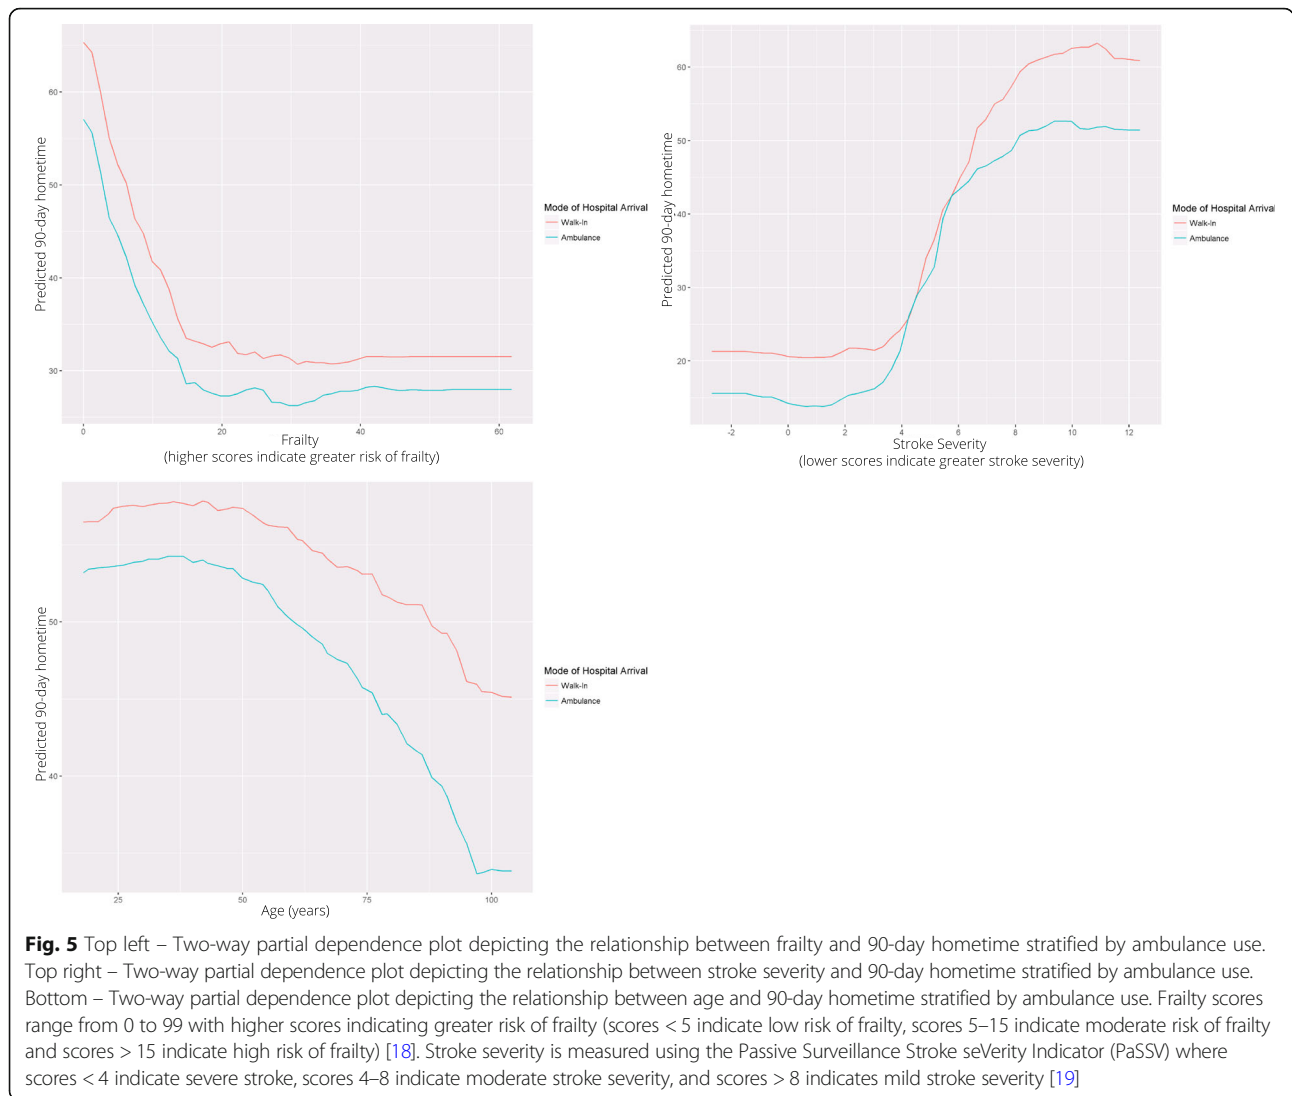 60
50
40
30
Predicted 90-day hometime
0
20
40
60
Frailty
(higher scores indicate greater risk of frailty)
Mode of Hospital Arrival
Walk-In
Ambulance
60
50
40
30
20
Predicted 90-day hometime
-2
0
2
4
6
8
10
12
Stroke Severity
(lower scores indicate greater stroke severity)
Mode of Hospital Arrival
Walk-In
Ambulance
50
40
Predicted 90-day hometime
25
50
75
100
Age (years)
Mode of Hospital Arrival
Walk-In
Ambulance
Fig. 5 Top left – Two-way partial dependence plot depicting the relationship between frailty and 90-day hometime stratified by ambulance use.
Top right – Two-way partial dependence plot depicting the relationship between stroke severity and 90-day hometime stratified by ambulance use.
Bottom – Two-way partial dependence plot depicting the relationship between age and 90-day hometime stratified by ambulance use. Frailty scores
range from 0 to 99 with higher scores indicating greater risk of frailty (scores < 5 indicate low risk of frailty, scores 5–15 indicate moderate risk of frailty
and scores > 15 indicate high risk of frailty) [18]. Stroke severity is measured using the Passive Surveillance Stroke seVerity Indicator (PaSSV) where
scores < 4 indicate severe stroke, scores 4–8 indicate moderate stroke severity, and scores > 8 indicates mild stroke severity [19]